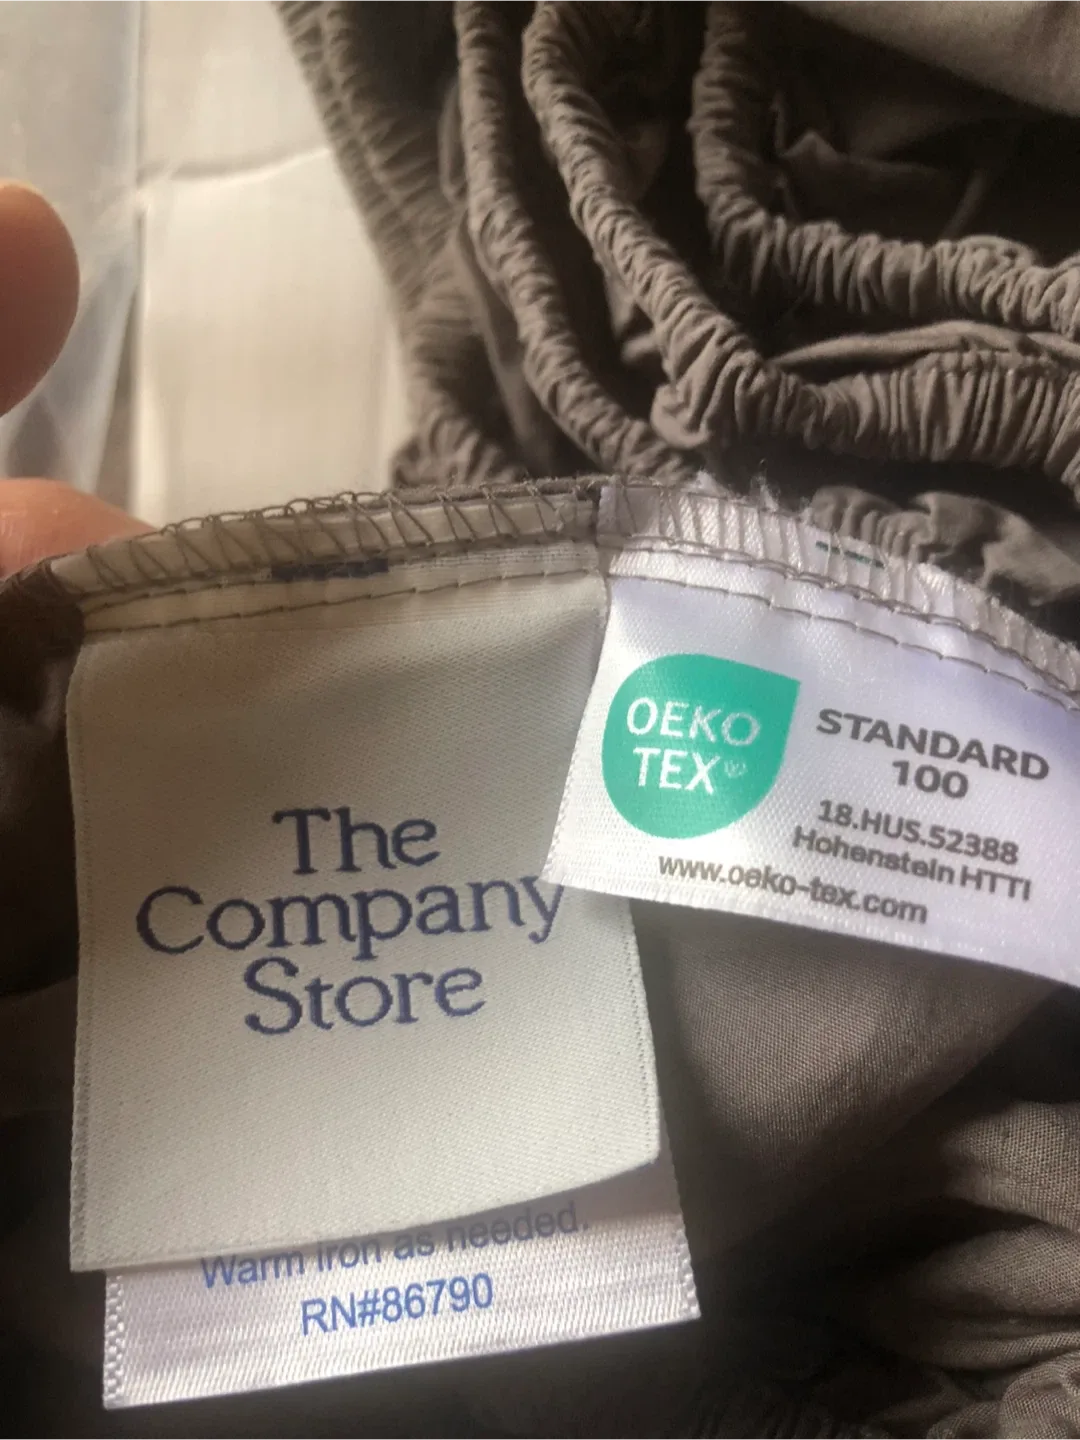 The
Company
Store
Warm iron as needed.
RN#86790
OEKO
TEX®
STANDARD
100
18.HUS.52388
Hohenstein HTTI
www.oeko-tex.com